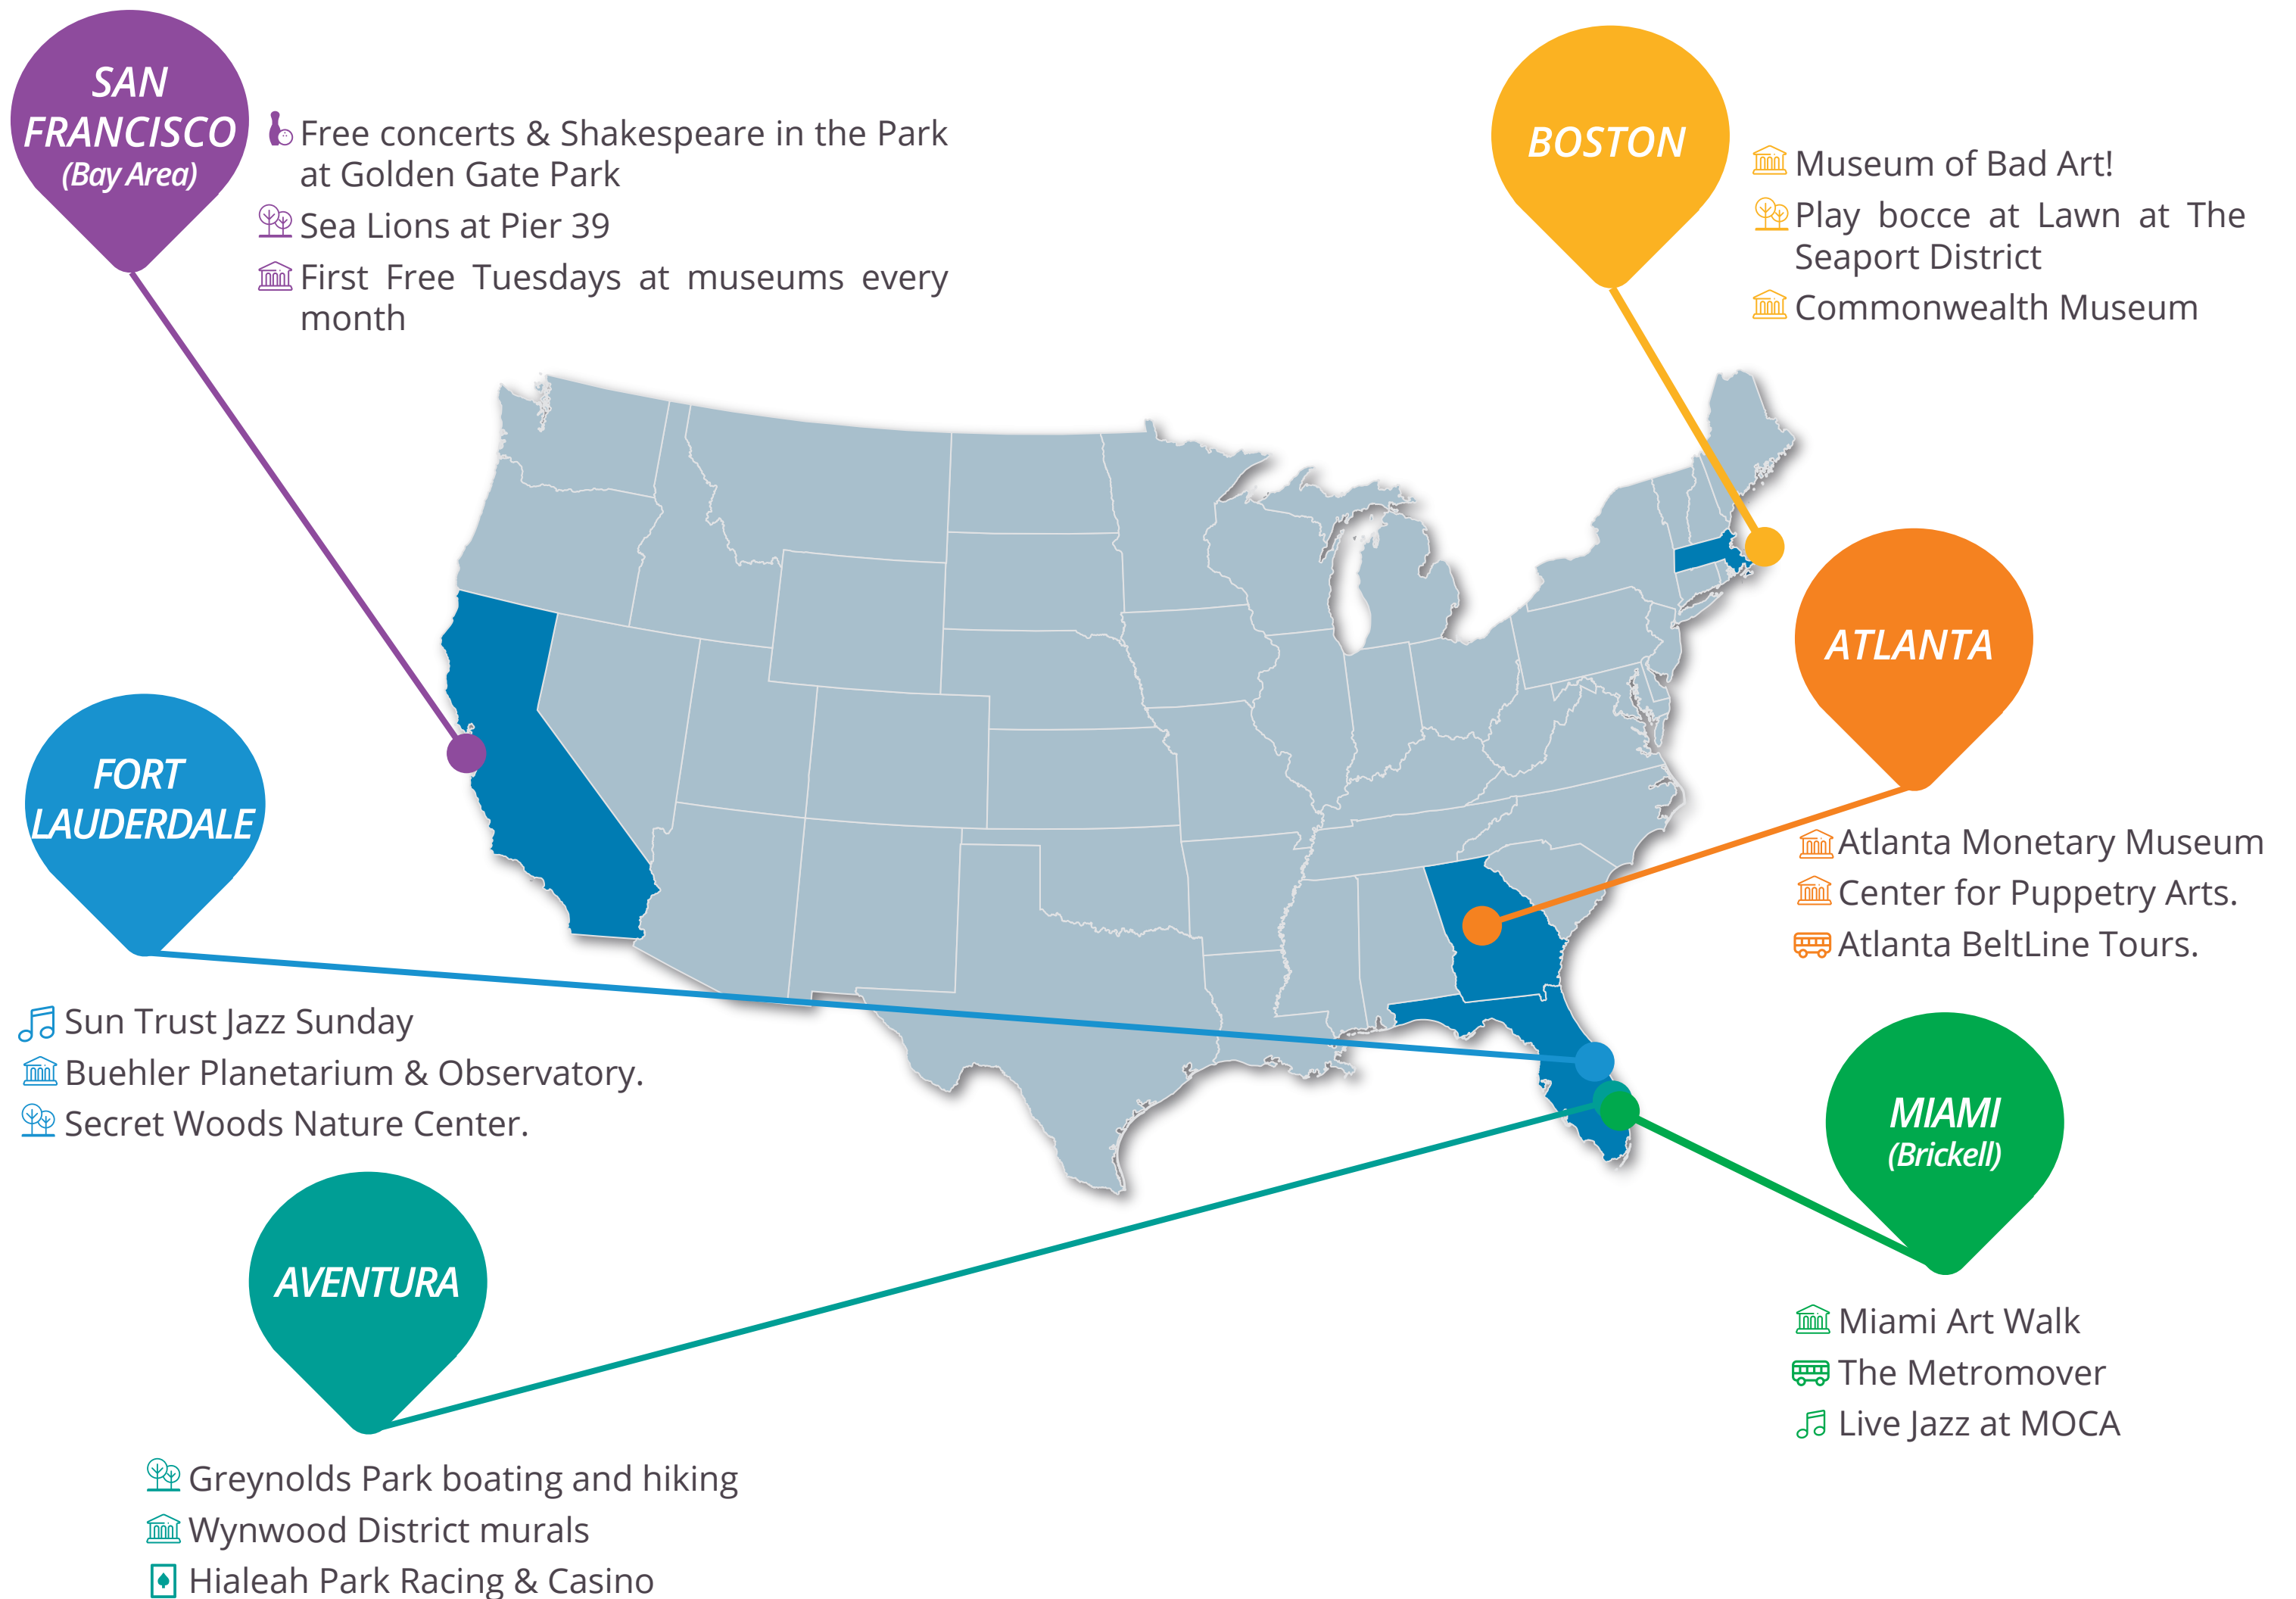 SAN
FRANCISCO
(Bay Area)
Free concerts & Shakespeare in the Park
at Golden Gate Park
Sea Lions at Pier 39
First Free Tuesdays at museums every
month
BOSTON
Museum of Bad Art!
Play bocce at Lawn at The
Seaport District
Commonwealth Museum
ATLANTA
Atlanta Monetary Museum
Center for Puppetry Arts.
Atlanta BeltLine Tours.
FORT
LAUDERDALE
Sun Trust Jazz Sunday
Buehler Planetarium & Observatory.
Secret Woods Nature Center.
MIAMI
(Brickell)
Miami Art Walk
The Metromover
Live Jazz at MOCA
AVENTURA
Greynolds Park boating and hiking
Wynwood District murals
Hialeah Park Racing & Casino